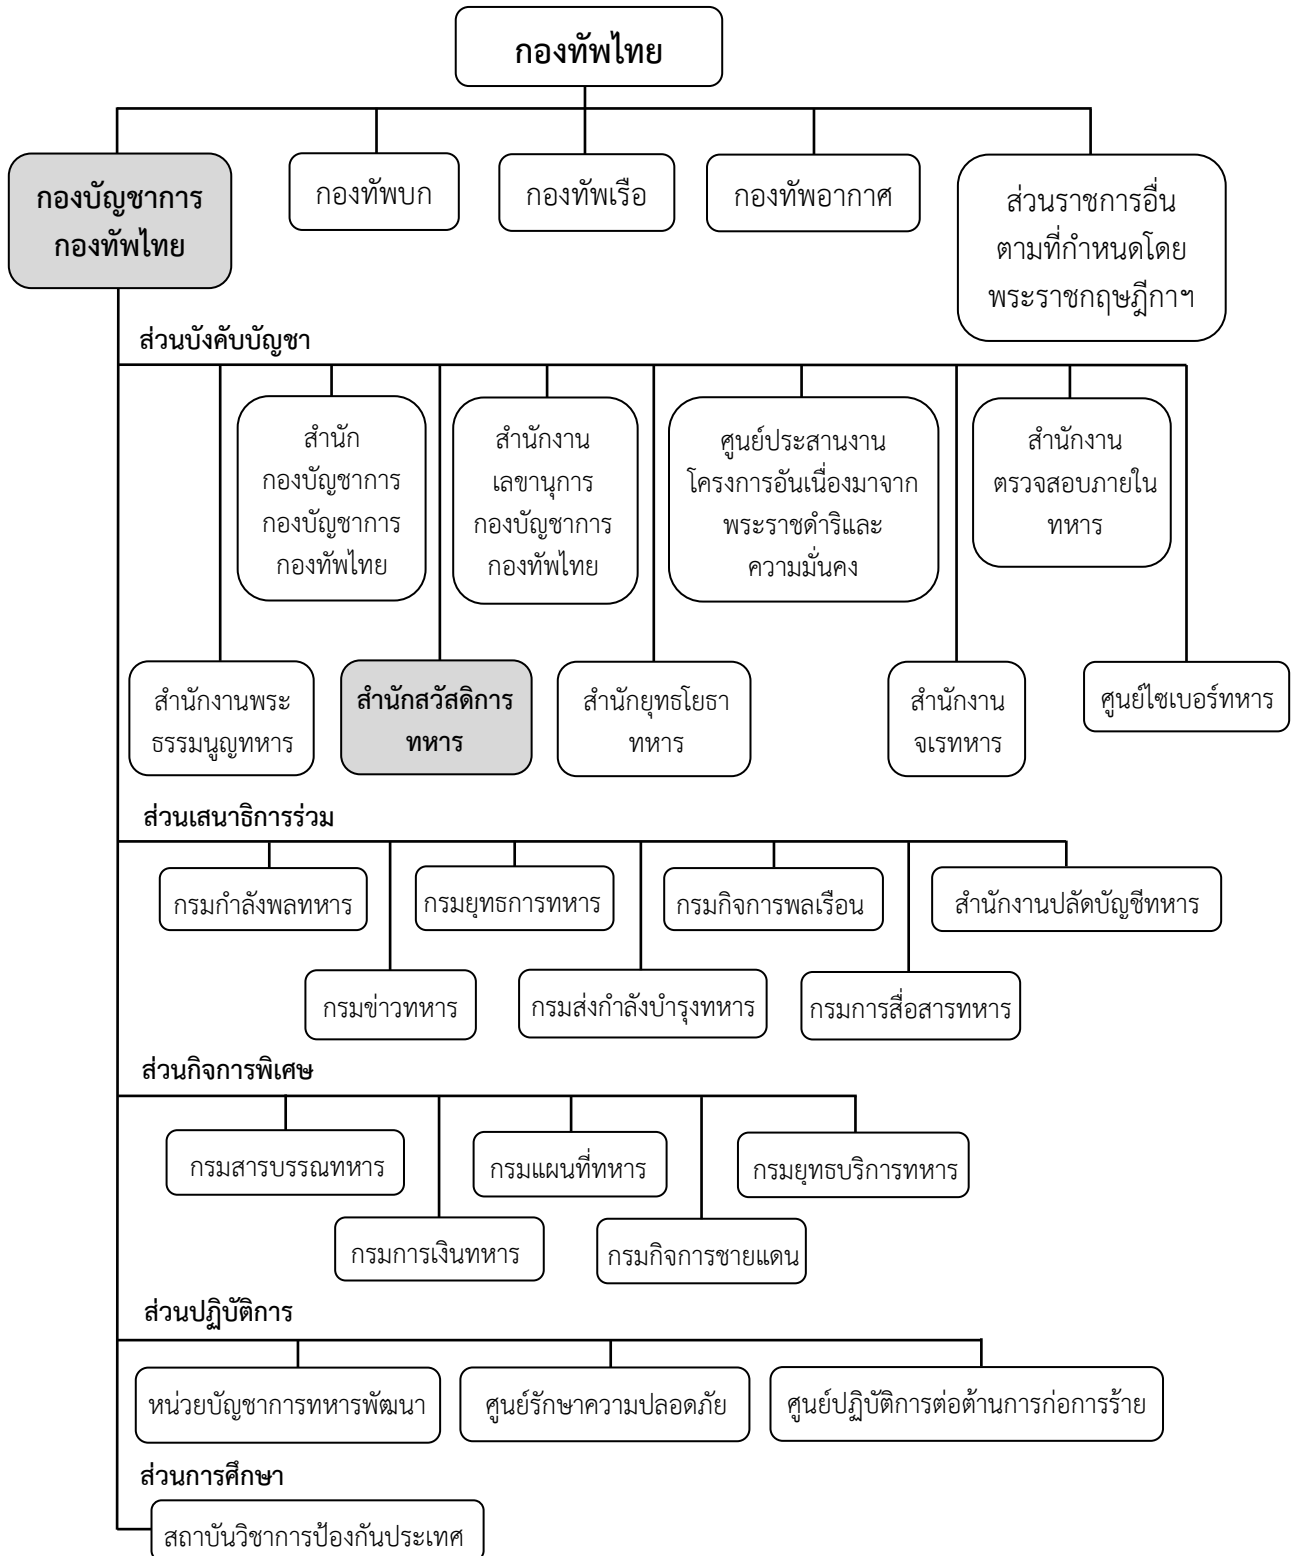 กองทัพไทย
กองบัญชาการ
กองทัพไทย
กองทัพบก
กองทัพเรือ
กองทัพอากาศ
ส่วนราชการอื่น
ตามที่กำหนดโดย
พระราชกฤษฎีกาฯ
ส่วนบังคับบัญชา
สำนัก
กองบัญชาการ
กองบัญชาการ
กองทัพไทย
สำนักงาน
เลขานุการ
กองบัญชาการ
กองทัพไทย
ศูนย์ประสานงาน
โครงการอันเนื่องมาจาก
พระราชดำริและ
ความมั่นคง
สำนักงาน
ตรวจสอบภายใน
ทหาร
สำนักงานพระ
ธรรมนูญทหาร
สำนักสวัสดิการ
ทหาร
สำนักยุทธโยธา
ทหาร
สำนักงาน
จเรทหาร
ศูนย์ไซเบอร์ทหาร
ส่วนเสนาธิการร่วม
กรมกำลังพลทหาร
กรมยุทธการทหาร
กรมกิจการพลเรือน
สำนักงานปลัดบัญชีทหาร
กรมข่าวทหาร
กรมส่งกำลังบำรุงทหาร
กรมการสื่อสารทหาร
ส่วนกิจการพิเศษ
กรมสารบรรณทหาร
กรมแผนที่ทหาร
กรมยุทธบริการทหาร
กรมการเงินทหาร
กรมกิจการชายแดน
ส่วนปฏิบัติการ
หน่วยบัญชาการทหารพัฒนา
ศูนย์รักษาความปลอดภัย
ศูนย์ปฏิบัติการต่อต้านการก่อการร้าย
ส่วนการศึกษา
สถาบันวิชาการป้องกันประเทศ